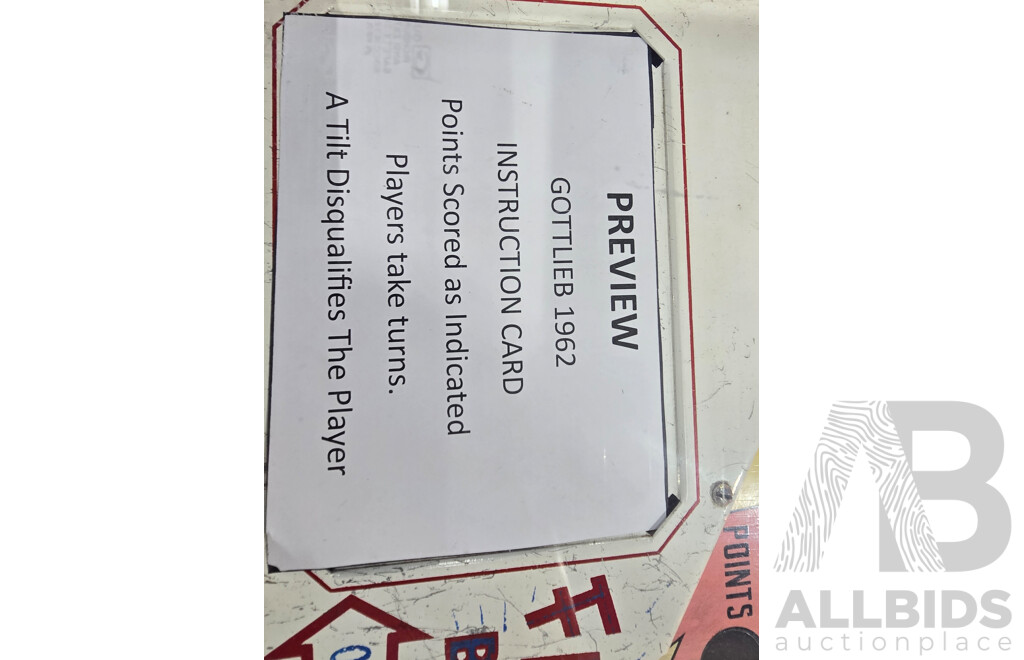 PREVIEW
GOTTLIEB 1962
INSTRUCTION CARD
Points Scored as Indicated
Players take turns.
A Tilt Disqualifies The Player
POINTS
AB
ALLBIDS
auctionplace